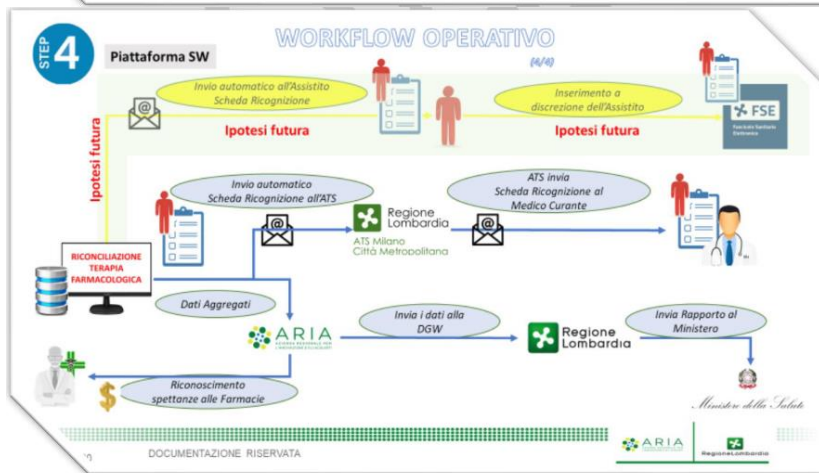 STEP
4
Piattaforma SW
WORKFLOW OPERATIVO
(4/4)
Invio automatico all'Assistito
Scheda Ricognizione
Inserimento a
discrezione dell'Assistito
FSE
Fascicolo Sanitario
Elettronico
Ipotesi futura
Ipotesi futura
Ipotesi futura
Invio automatico
Scheda Ricognizione all'ATS
ATS invia
Scheda Ricognizione al
Medico Curante
Regione
Lombardia
ATS Milano
Città Metropolitana
RICONCILIAZIONE
TERAPIA
FARMACOLOGICA
Dati Aggregati
Invia i dati alla
DGW
Invia Rapporto al
Ministero
ARIA
Regione
Lombardia
Riconoscimento
spettanze alle Farmacie
Ministero della Salute
DOCUMENTAZIONE RISERVATA
ARIA
RegioneLombardia